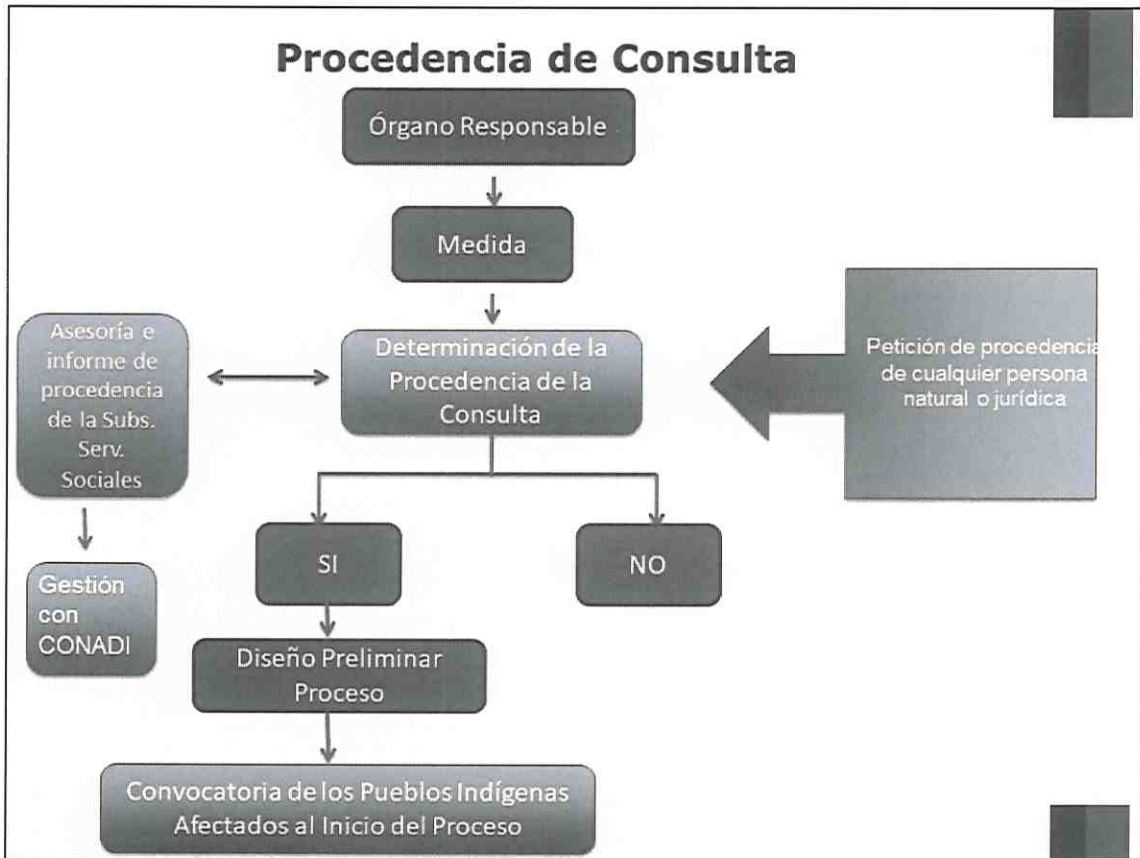 Procedencia de Consulta
Órgano Responsable
Medida
Asesoría e
informe de
procedencia
de la Subs.
Serv.
Sociales
Determinación de la
Procedencia de la
Consulta
Petición de procedencia
de cualquier persona
natural o jurídica
SI
NO
Gestión
con
CONADI
Diseño Preliminar
Proceso
Convocatoria de los Pueblos Indígenas
Afectados al Inicio del Proceso